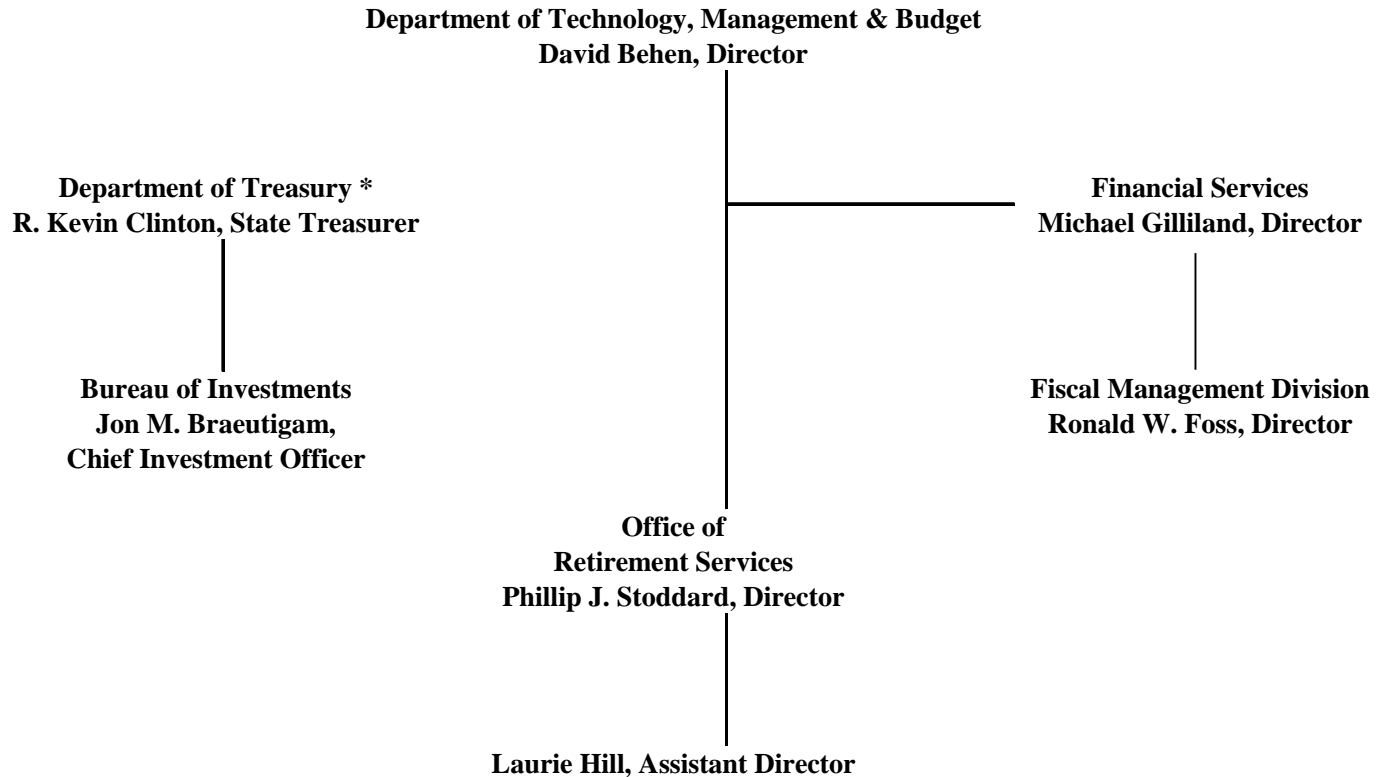 Department of Technology, Management & Budget
David Behen, Director
Department of Treasury *
R. Kevin Clinton, State Treasurer
Financial Services
Michael Gilliland, Director
Bureau of Investments
Jon M. Braeutigam,
Chief Investment Officer
Fiscal Management Division
Ronald W. Foss, Director
Office of
Retirement Services
Phillip J. Stoddard, Director
Laurie Hill, Assistant Director